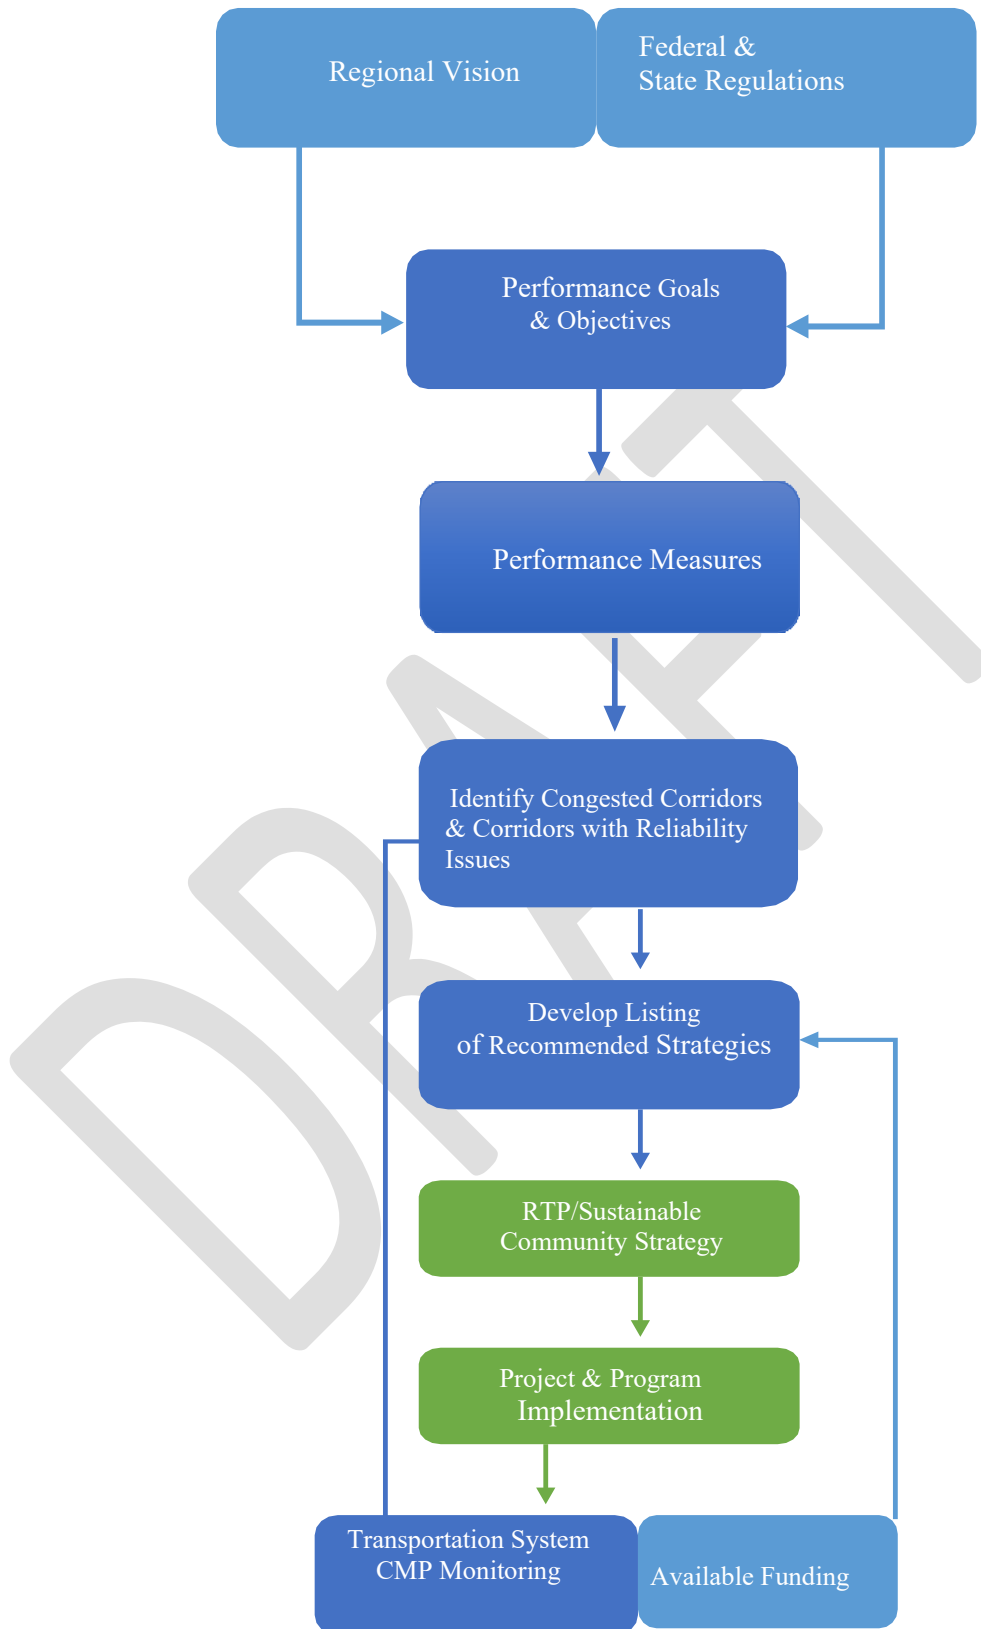 Regional Vision
Federal &
State Regulations
Performance Goals
& Objectives
Performance Measures
Identify Congested Corridors
& Corridors with Reliability
Issues
Develop Listing
of Recommended Strategies
RTP/Sustainable
Community Strategy
Project & Program
Implementation
Transportation System
CMP Monitoring
Available Funding
DRAFT